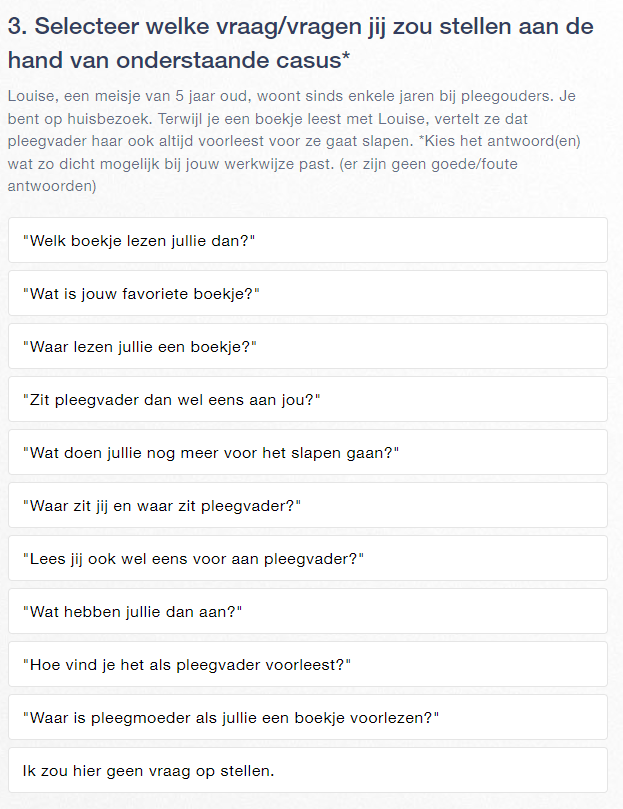 3. Selecteer welke vraag/vragen jij zou stellen aan de
hand van onderstaande casus*
Louise, een meisje van 5 jaar oud, woont sinds enkele jaren bij pleegouders. Je
bent op huisbezoek. Terwijl je een boekje leest met Louise, vertelt ze dat
pleegvader haar ook altijd voorleest voor ze gaat slapen. *Kies het antwoord(en)
wat zo dicht mogelijk bij jouw werkwijze past. (er zijn geen goede/foute
antwoorden)
"Welk boekje lezen jullie dan?"
"Wat is jouw favoriete boekje?"
"Waar lezen jullie een boekje?"
"Zit pleegvader dan wel eens aan jou?"
"Wat doen jullie nog meer voor het slapen gaan?"
"Waar zit jij en waar zit pleegvader?"
"Lees jij ook wel eens voor aan pleegvader?"
"Wat hebben jullie dan aan?"
"Hoe vind je het als pleegvader voorleest?"
"Waar is pleegmoeder als jullie een boekje voorlezen?"
Ik zou hier geen vraag op stellen.